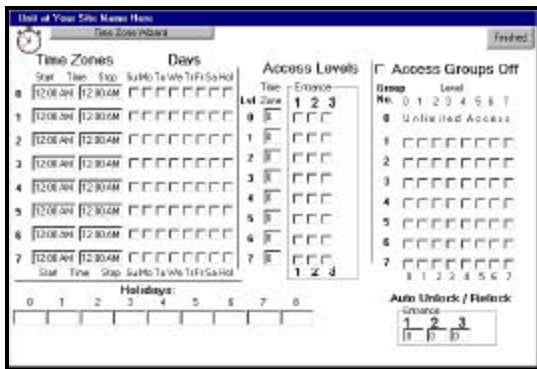 Unit at Your Site Name Here
Time Zone Wizard
Finished
Time Zones Days
Start Time Stop Su Mo Tu We Th Fr Sa Hol
0 12:00 AM 12:00 AM
1 12:00 AM 12:00 AM
2 12:00 AM 12:00 AM
3 12:00 AM 12:00 AM
4 12:00 AM 12:00 AM
5 12:00 AM 12:00 AM
6 12:00 AM 12:00 AM
7 12:00 AM 12:00 AM
Start Time Stop Su Mo Tu We Th Fr Sa Hol
Holidays:
0 1 2 3 4 5 6 7 8
Access Levels
Time Entrance
Lvl Zone 1 2 3
0
1
2
3
4
5
6
7
1 2 3
Access Groups Off
Group Level
No. 0 1 2 3 4 5 6 7
0 Unlimited Access
1
2
3
4
5
6
7
0 1 2 3 4 5 6 7
Auto Unlock / Relock
Entrance
1 2 3
0 0 0